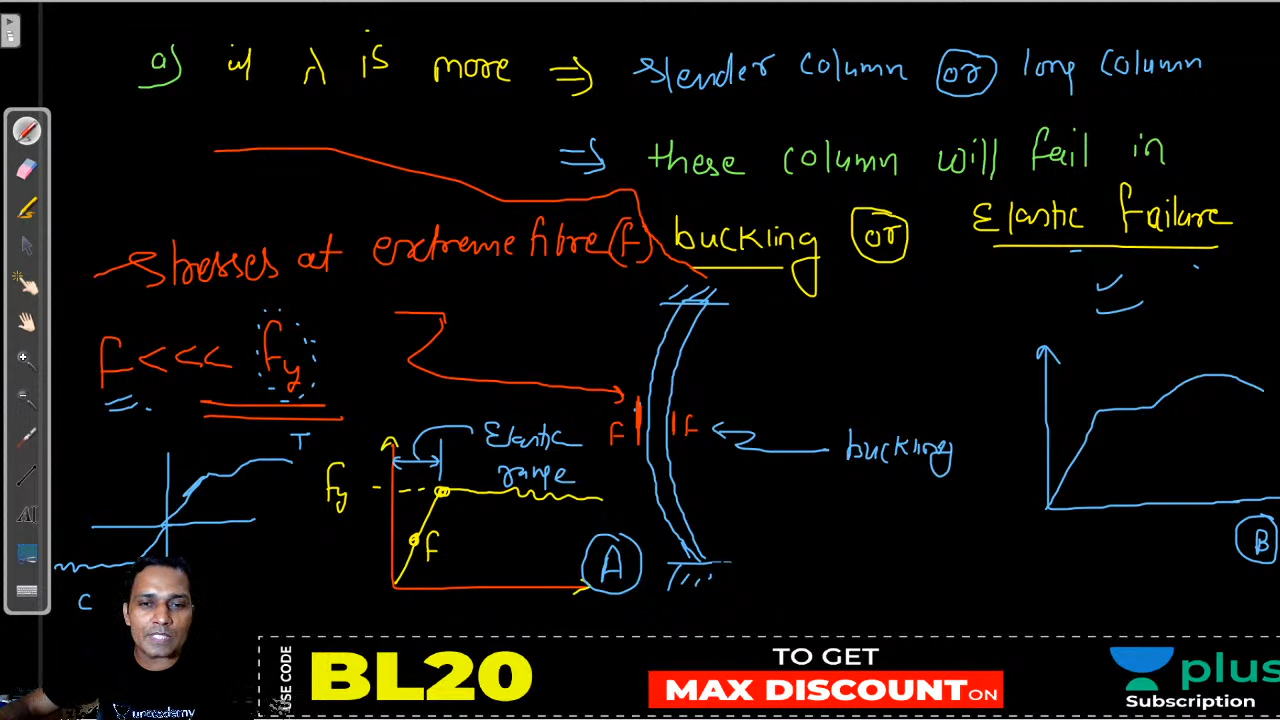 a) if λ is more ⇒ slender column or long column
⇒ these column will fail in
buckling or Elastic failure
Stresses at extreme fibre (f)
f <<< fy
T
C
fy
Elastic
range
f
A
F
F
buckling
B
USE CODE
BL20
TO GET
MAX DISCOUNT ON
plus
Subscription
unacademy